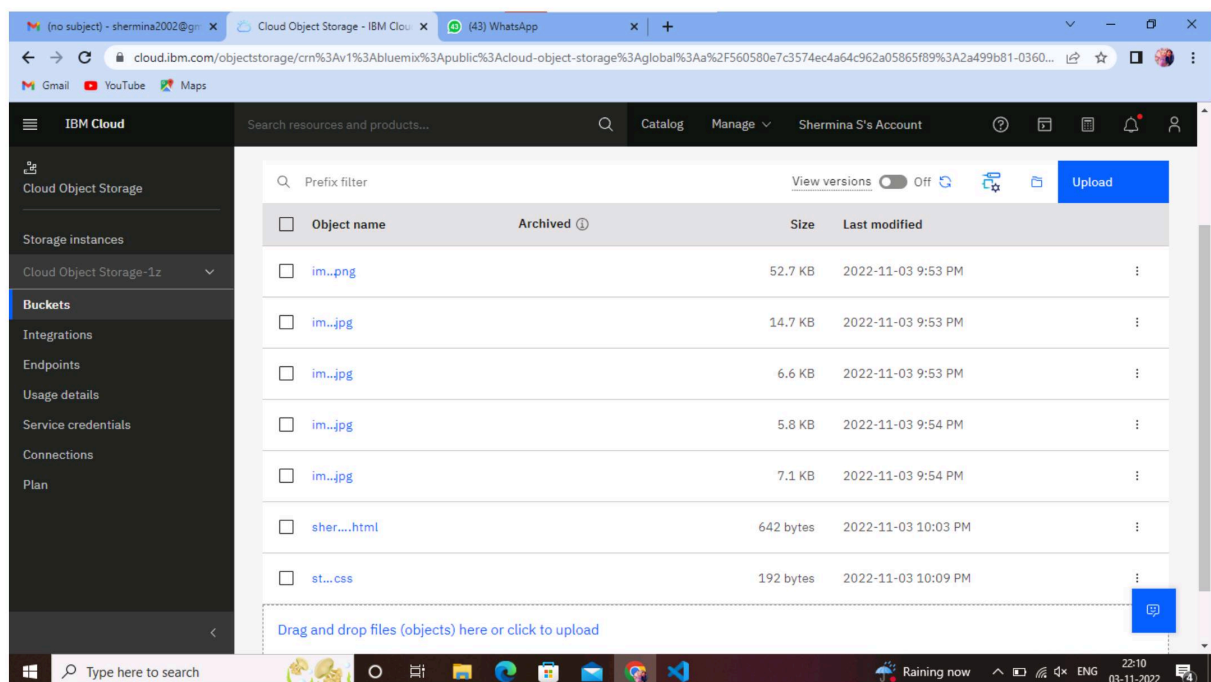 (no subject) - shermina2002@gm
Cloud Object Storage - IBM Clou
(43) WhatsApp
cloud.ibm.com/objectstorage/crn%3Av1%3Abluemix%3Apublic%3Acloud-object-storage%3Aglobal%3Aa%2F560580e7c3574ec4a64c962a05865f89%3A2a499b81-0360...
Gmail YouTube Maps
IBM Cloud
Search resources and products...
Catalog Manage Shermina S's Account
Cloud Object Storage
Storage instances
Cloud Object Storage-1z
Buckets
Integrations
Endpoints
Usage details
Service credentials
Connections
Plan
Prefix filter View versions Off Upload
Object name Archived Size Last modified
im...png 52.7 KB 2022-11-03 9:53 PM
im...jpg 14.7 KB 2022-11-03 9:53 PM
im...jpg 6.6 KB 2022-11-03 9:53 PM
im...jpg 5.8 KB 2022-11-03 9:54 PM
im...jpg 7.1 KB 2022-11-03 9:54 PM
sher....html 642 bytes 2022-11-03 10:03 PM
st...css 192 bytes 2022-11-03 10:09 PM
Drag and drop files (objects) here or click to upload
Type here to search
Raining now
ENG
22:10
03-11-2022
4